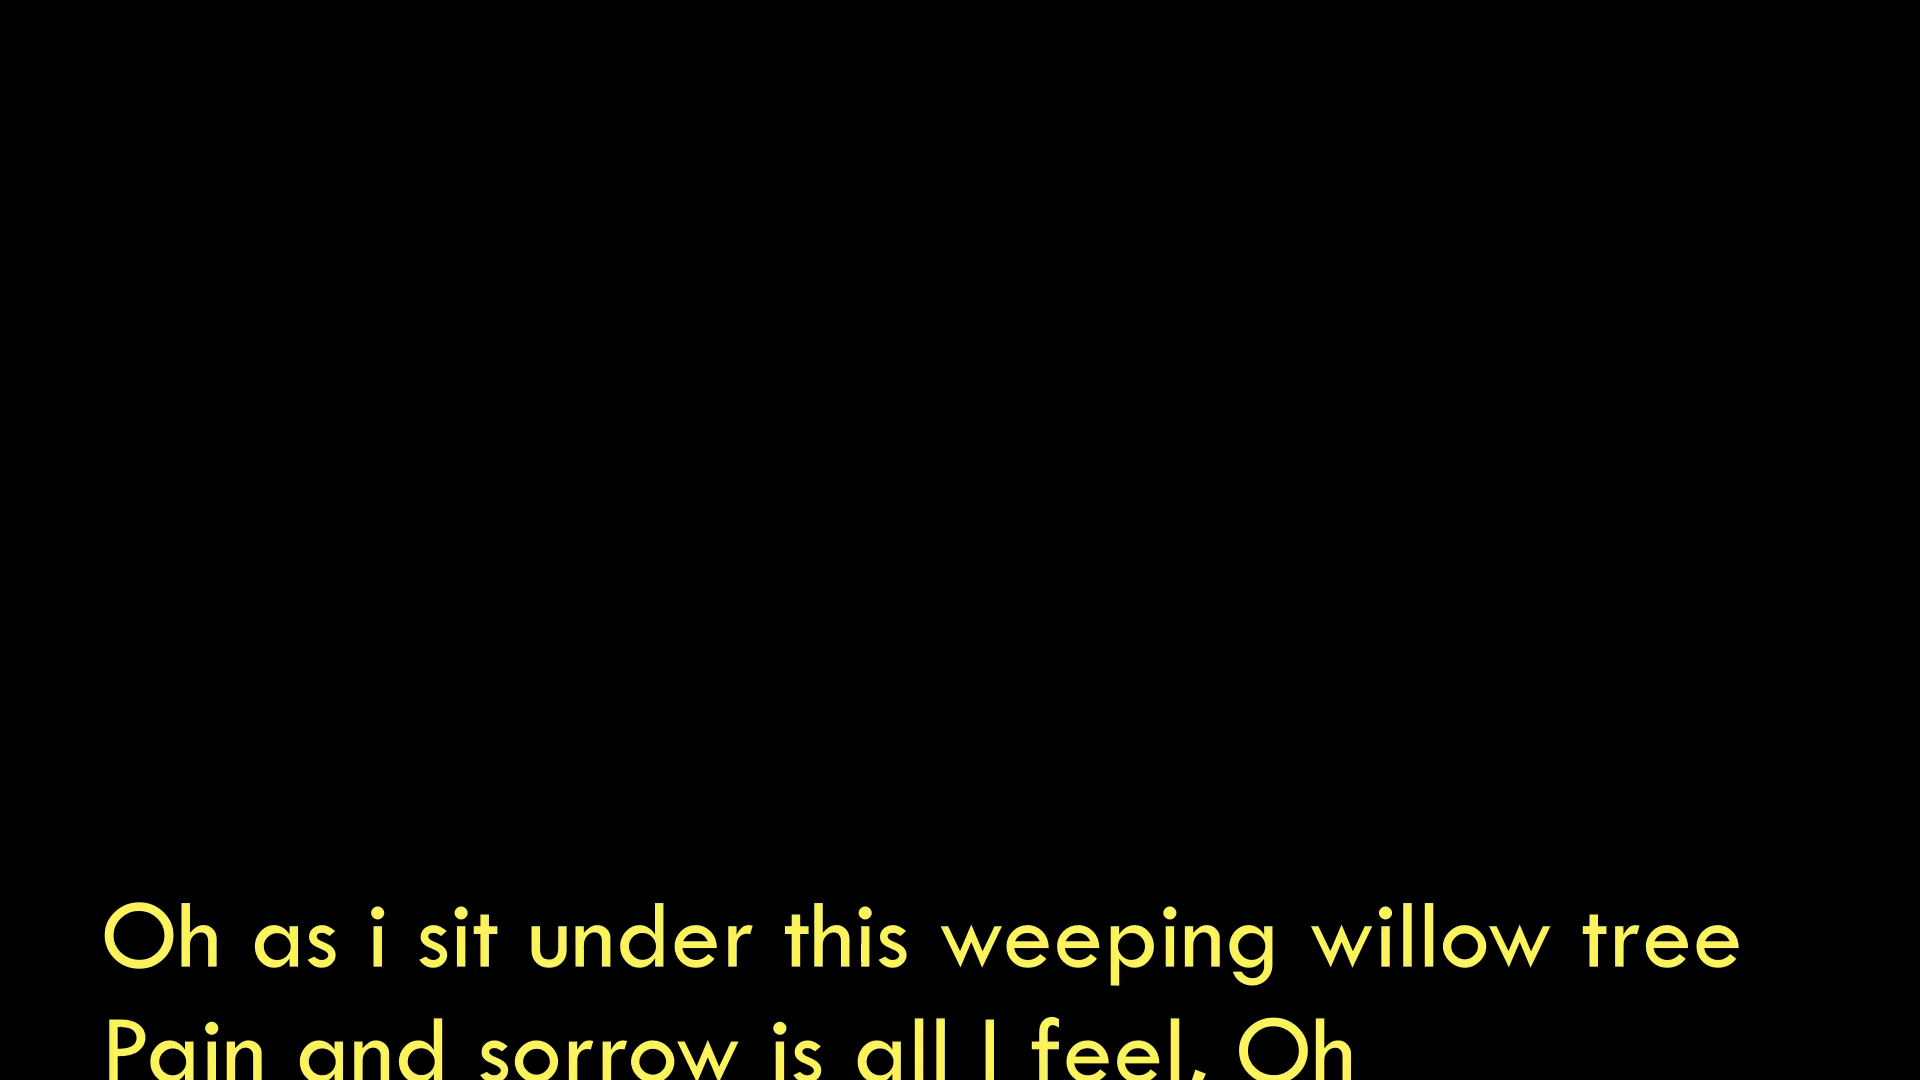 Oh as i sit under this weeping willow tree
Pain and sorrow is all I feel, Oh